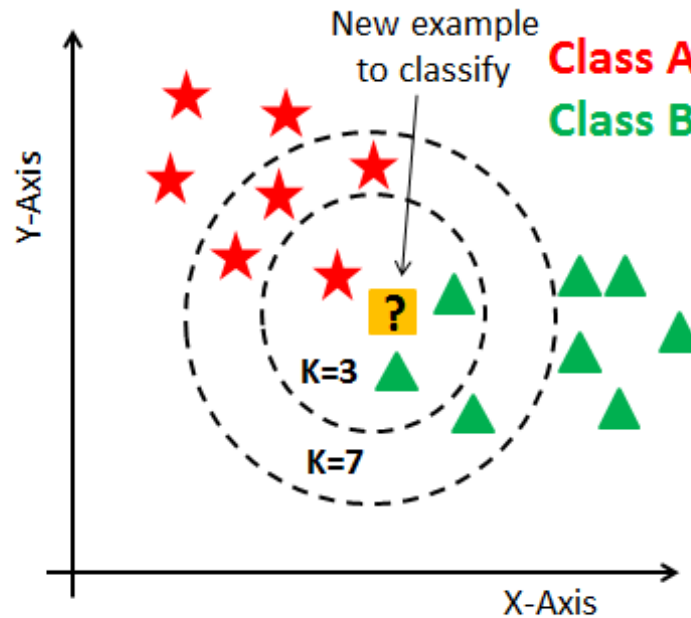 New example
to classify
Class A
Class B
Y-Axis
?
K=3
K=7
X-Axis